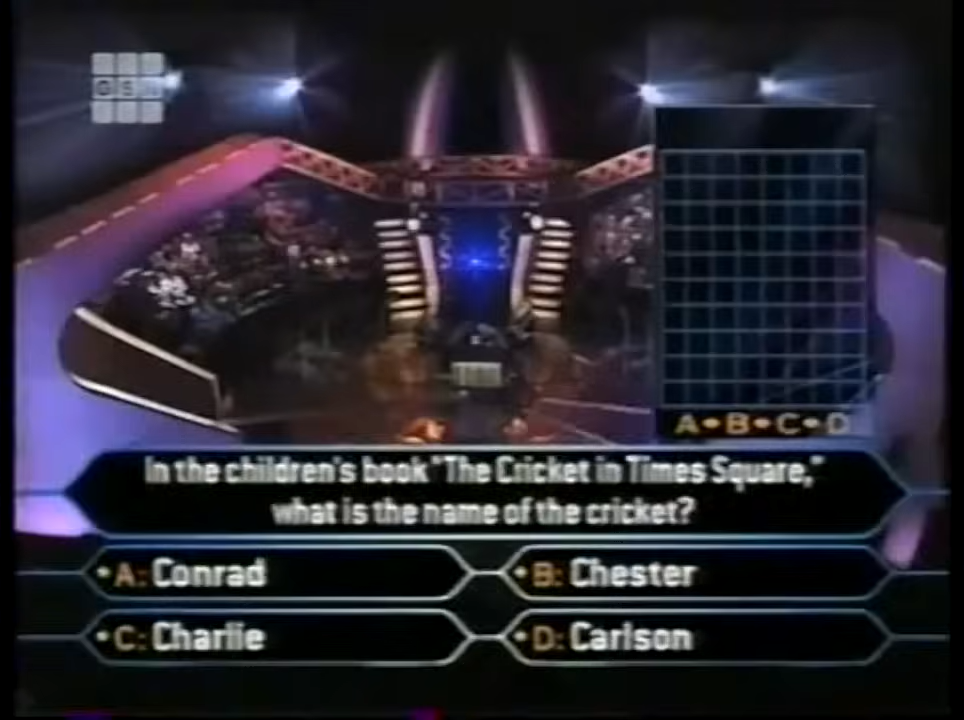 GSN
A•B•C•D
In the children's book "The Cricket in Times Square,"
what is the name of the cricket?
•A: Conrad
•B: Chester
•C: Charlie
•D: Carlson